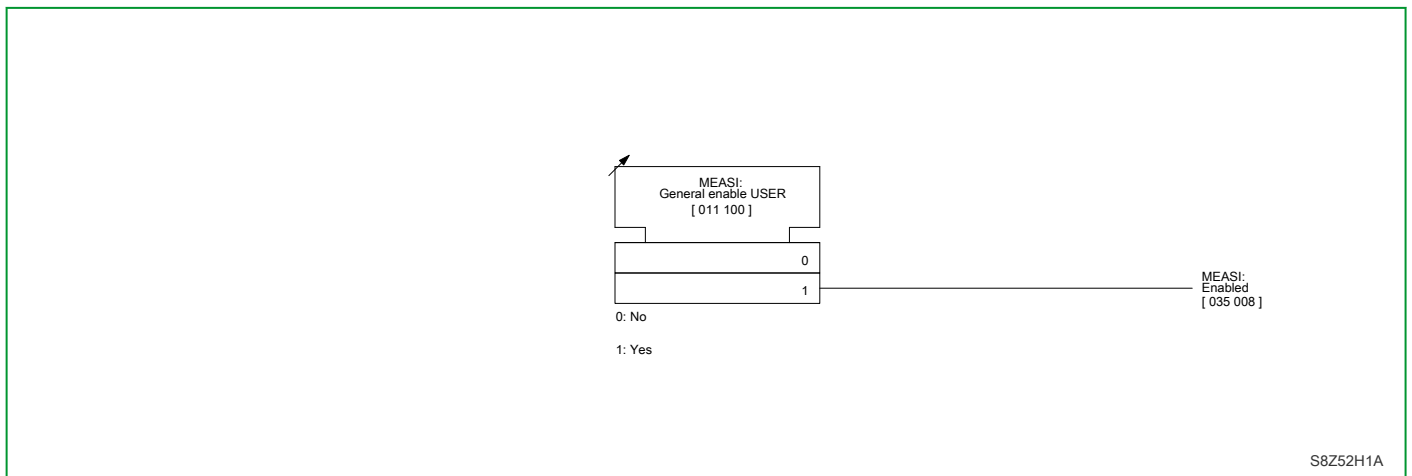 MEASI:
General enable USER
[ 011 100 ]
0
1
MEASI:
Enabled
[ 035 008 ]
0: No
1: Yes
S8Z52H1A